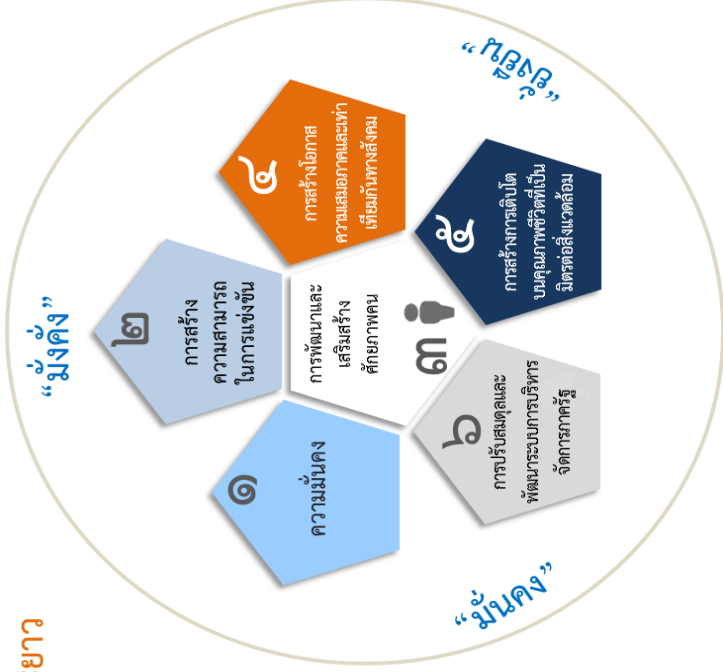 ยาว
“มั่งคั่ง”
“มั่นคง”
“ยั่งยืน”
๑
ความมั่นคง
๒
การสร้าง
ความสามารถ
ในการแข่งขัน
การพัฒนาและ
เสริมสร้าง
ศักยภาพคน
๓
๔
การสร้างโอกาส
ความเสมอภาคและเท่า
เทียมกันทางสังคม
๕
การสร้างการเติบโต
บนคุณภาพชีวิตที่เป็น
มิตรต่อสิ่งแวดล้อม
๖
การปรับสมดุลและ
พัฒนาระบบการบริหาร
จัดการภาครัฐ